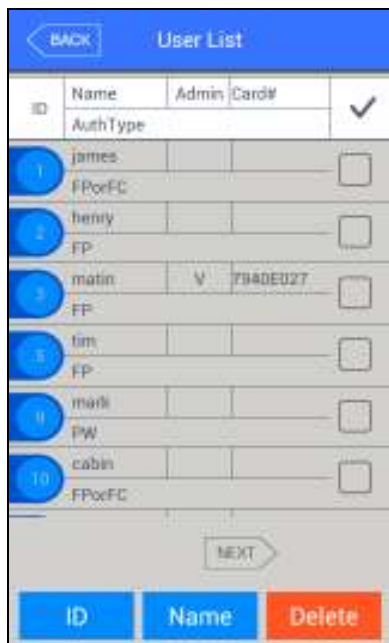 BACK User List
ID Name Admin Card#
AuthType
1 james
FPorFC
2 henry
FP
3 matin V 7940E027
FP
5 tim
FP
9 mark
PW
10 cabin
FPorFC
NEXT
ID Name Delete